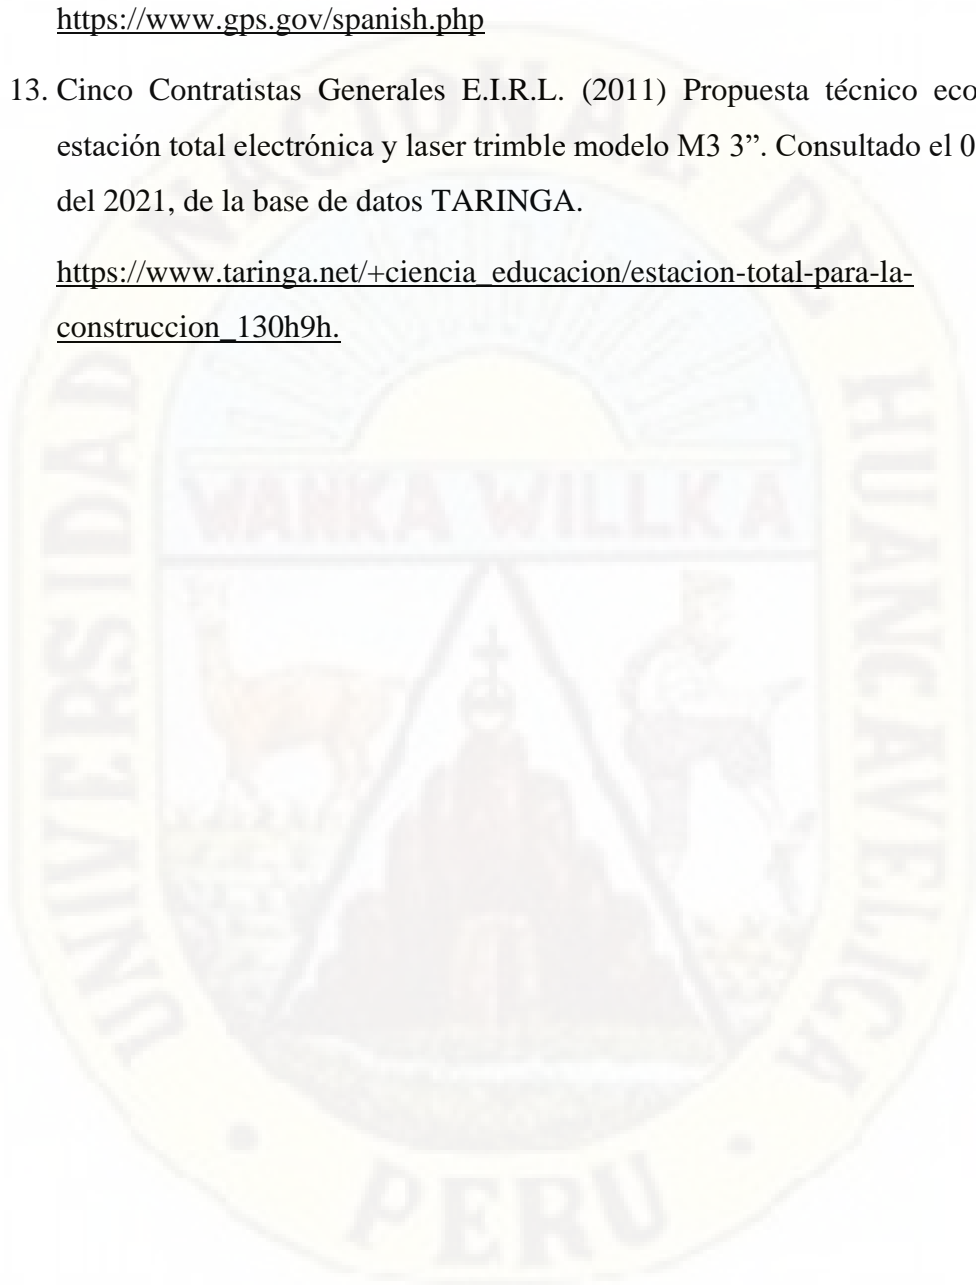 https://www.gps.gov/spanish.php
13. Cinco Contratistas Generales E.I.R.L. (2011) Propuesta técnico eco
estación total electrónica y laser trimble modelo M3 3”. Consultado el 0
del 2021, de la base de datos TARINGA.
https://www.taringa.net/+ciencia_educacion/estacion-total-para-la-
construccion_130h9h.
UNIVERSIDAD NACIONAL DE HUANCAVELICA
WANKA WILLKA
PERU